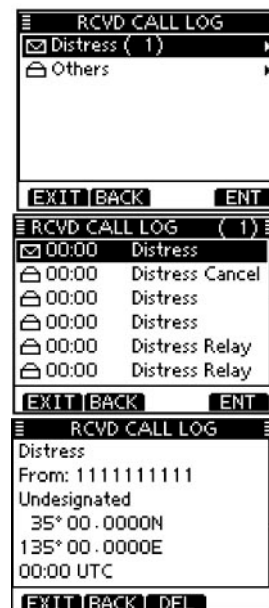 RCVD CALL LOG
Distress ( 1)
Others
EXIT BACK ENT
RCVD CALL LOG ( 1)
00:00 Distress
00:00 Distress Cancel
00:00 Distress
00:00 Distress
00:00 Distress Relay
00:00 Distress Relay
EXIT BACK ENT
RCVD CALL LOG
Distress
From: 1111111111
Undesignated
35° 00.0000N
135° 00.0000E
00:00 UTC
EXIT BACK DEL